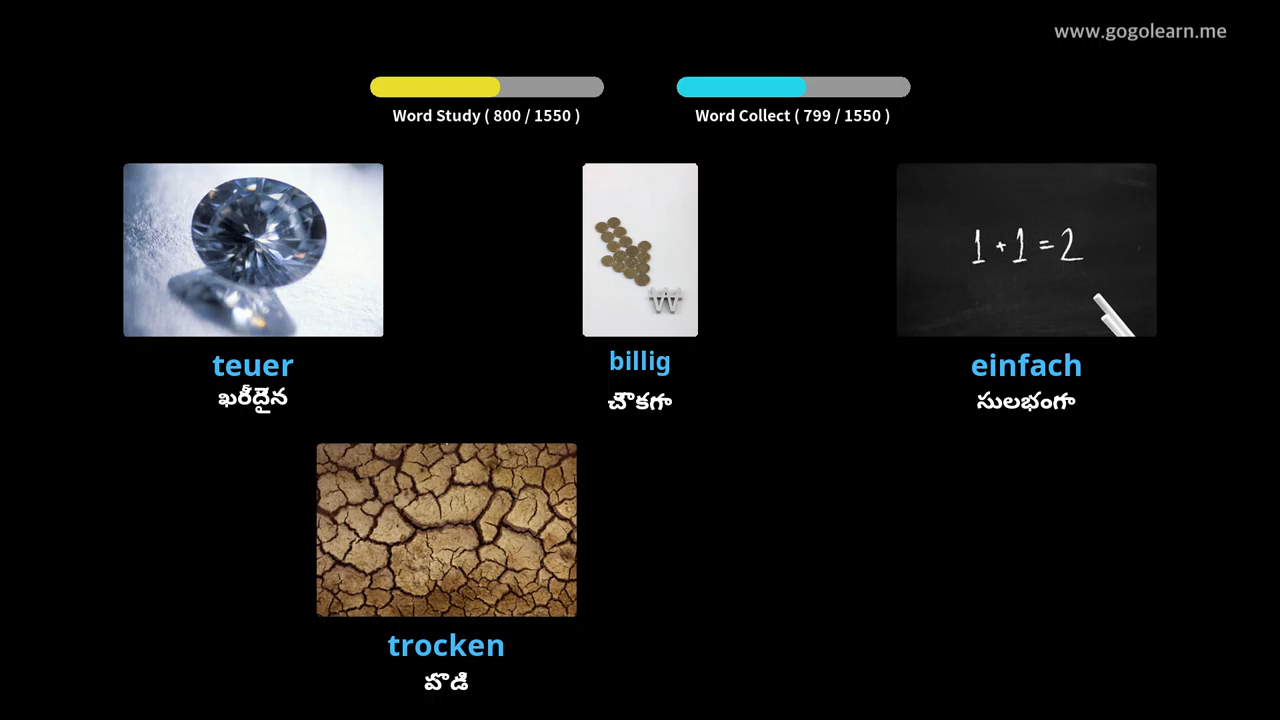 www.gogolearn.me
Word Study ( 800 / 1550 )
Word Collect ( 799 / 1550 )
1 + 1 = 2
teuer
ఖరీదైన
billig
చౌకగా
einfach
సులభంగా
trocken
పొడి